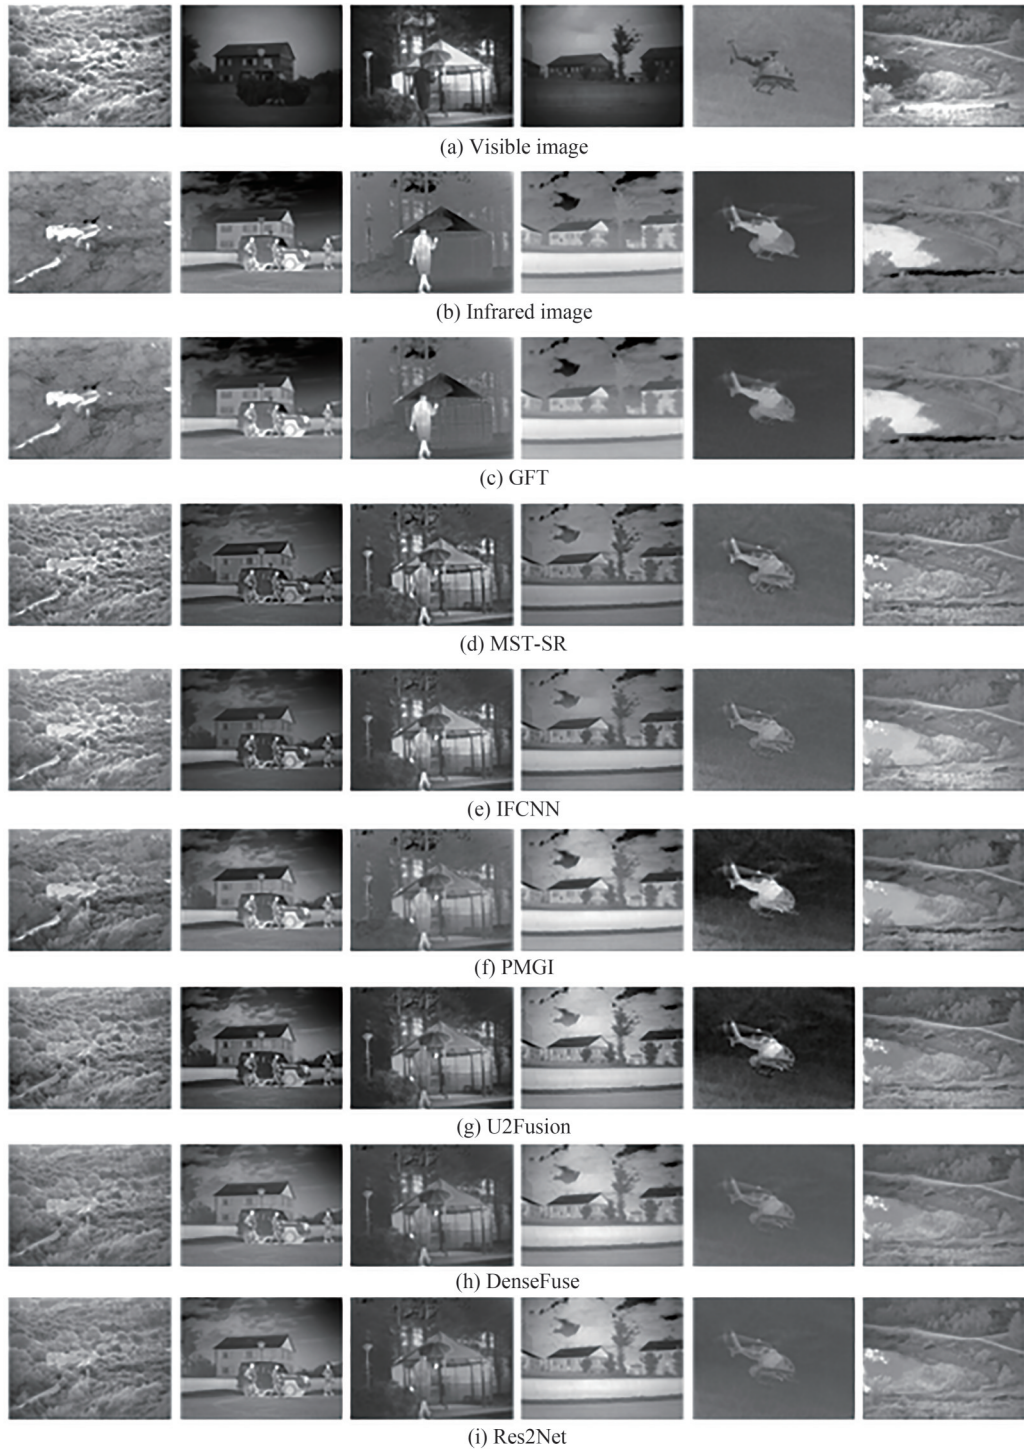 (a) Visible image
(b) Infrared image
(c) GFT
(d) MST-SR
(e) IFCNN
(f) PMGI
(g) U2Fusion
(h) DenseFuse
(i) Res2Net